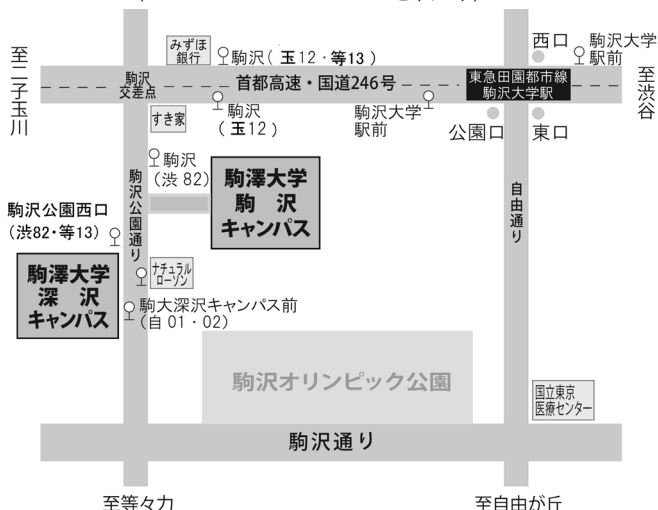 みずほ
銀行
駒沢(玉12・等13)
西口
駒沢大学
駅前
至二子玉川
駒沢
交差点
首都高速・国道246号
東急田園都市線
駒沢大学駅
至渋谷
すき家
駒沢
(玉12)
駒沢大学
駅前
公園口
東口
駒沢
(渋82)
駒沢公園通り
駒澤大学
駒沢
キャンパス
自由通り
駒沢公園西口
(渋82・等13)
駒澤大学
深沢
キャンパス
ナチュラル
ローソン
駒大深沢キャンパス前
(自01・02)
駒沢オリンピック公園
国立東京
医療センター
駒沢通り
至等々力
至自由が丘